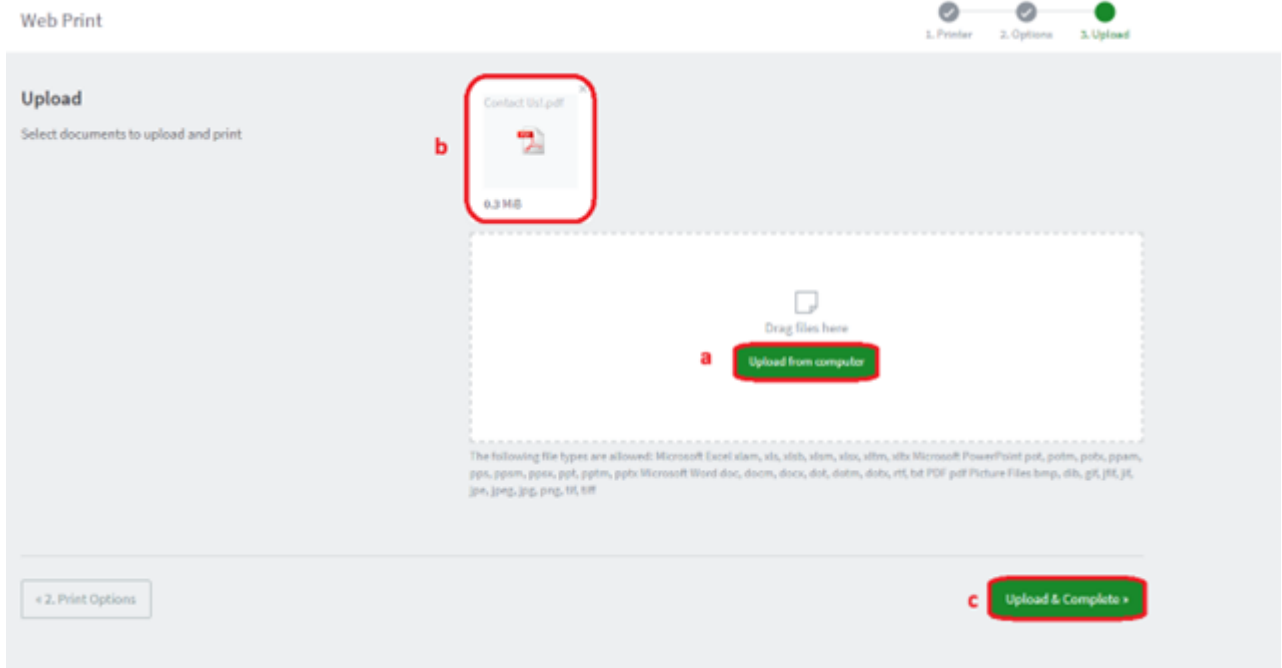 Web Print
1. Printer
2. Options
3. Upload
Upload
Select documents to upload and print
b
Contact Us1.pdf
PDF
0.3 MiB
Drag files here
a
Upload from computer
The following file types are allowed: Microsoft Excel xlam, xls, xlsb, xlsm, xlsx, xltm, xltx Microsoft PowerPoint pot, potm, potx, ppam,
pps, ppsm, ppsx, ppt, pptm, pptx Microsoft Word doc, docm, docx, dot, dotm, dotx, rtf, txt PDF pdf Picture Files bmp, dib, gif, jfif, jif,
jpe, jpeg, jpg, png, tif, tiff
« 2. Print Options
c
Upload & Complete »